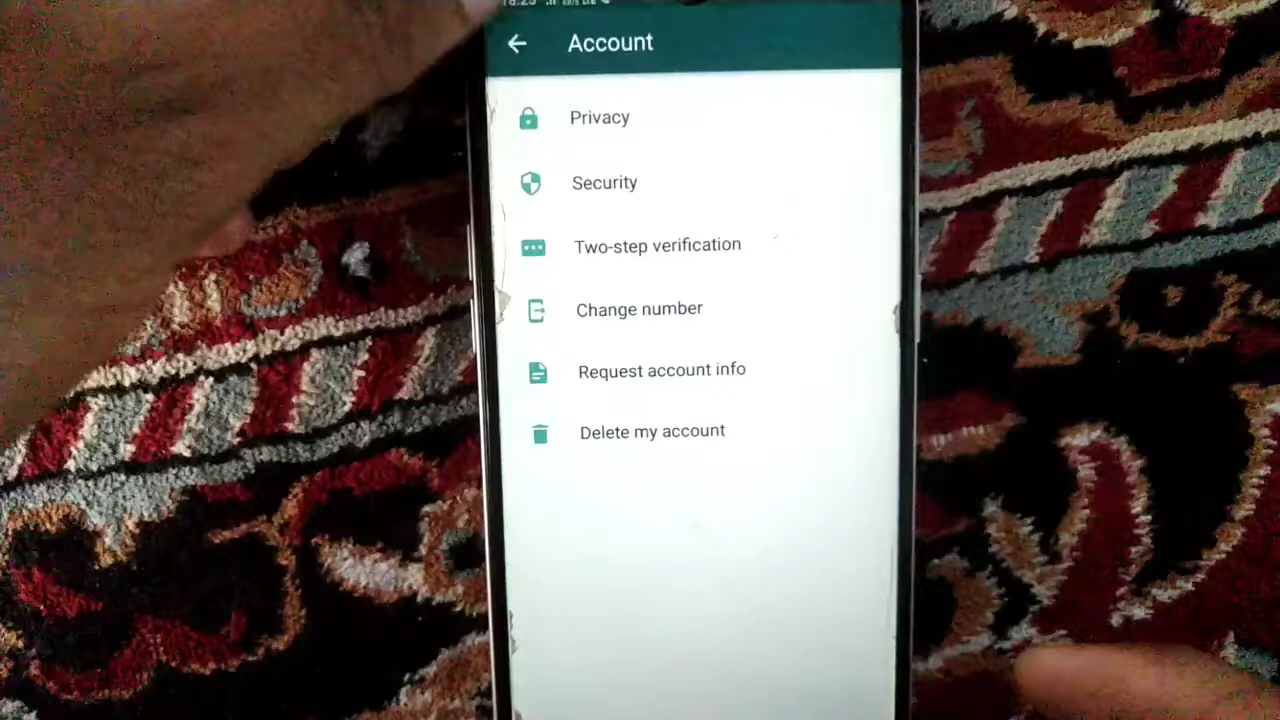 Account
Privacy
Security
Two-step verification
Change number
Request account info
Delete my account